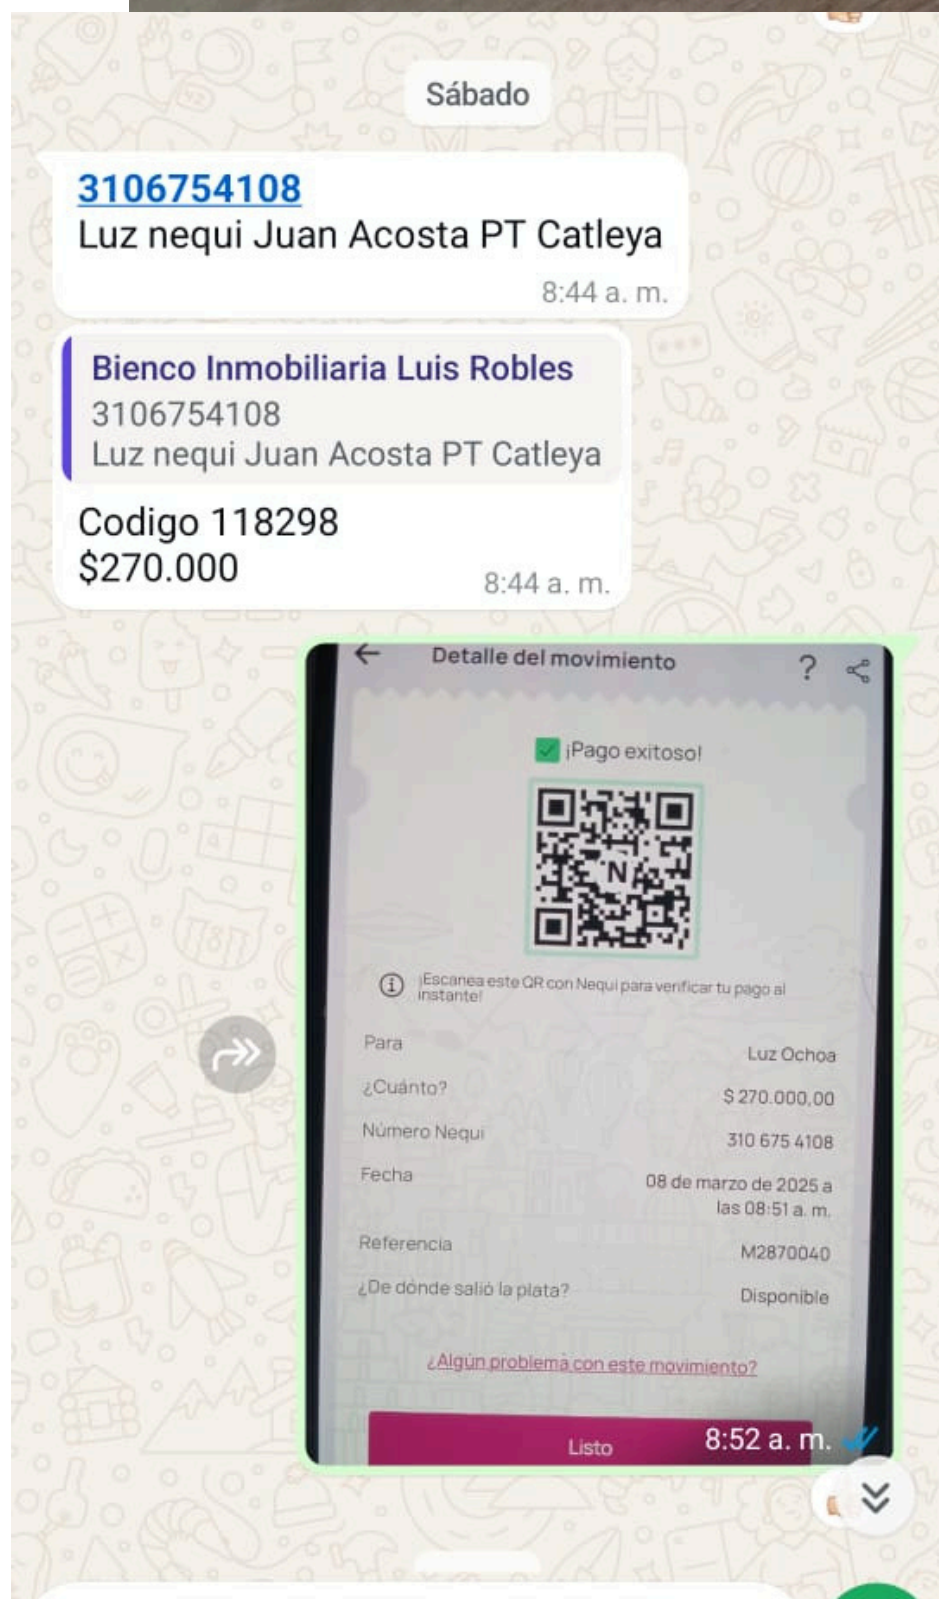 Sábado
3106754108
Luz nequi Juan Acosta PT Catleya
8:44 a. m.
Bienco Inmobiliaria Luis Robles
3106754108
Luz nequi Juan Acosta PT Catleya
Codigo 118298
$270.000
8:44 a. m.
Detalle del movimiento
?
¡Pago exitoso!
N
¡Escanea este QR con Nequi para verificar tu pago al
instante!
Para
Luz Ochoa
¿Cuánto?
$ 270.000,00
Número Nequi
310 675 4108
Fecha
08 de marzo de 2025 a
las 08:51 a. m.
Referencia
M2870040
¿De dónde salió la plata?
Disponible
¿Algún problema con este movimiento?
Listo
8:52 a. m.